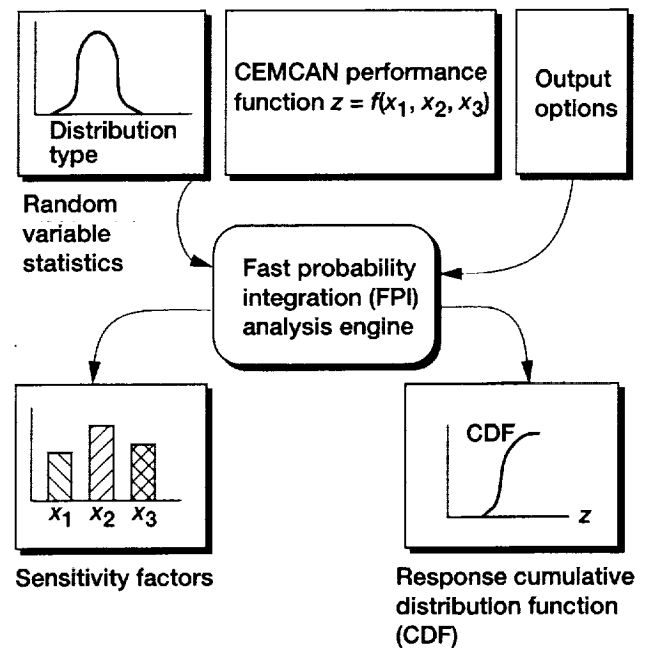 Distribution
type
CEMCAN performance
function z = f(x1, x2, x3)
Output
options
Random
variable
statistics
Fast probability
integration (FPI)
analysis engine
x1 x2 x3
Sensitivity factors
CDF
z
Response cumulative
distribution function
(CDF)